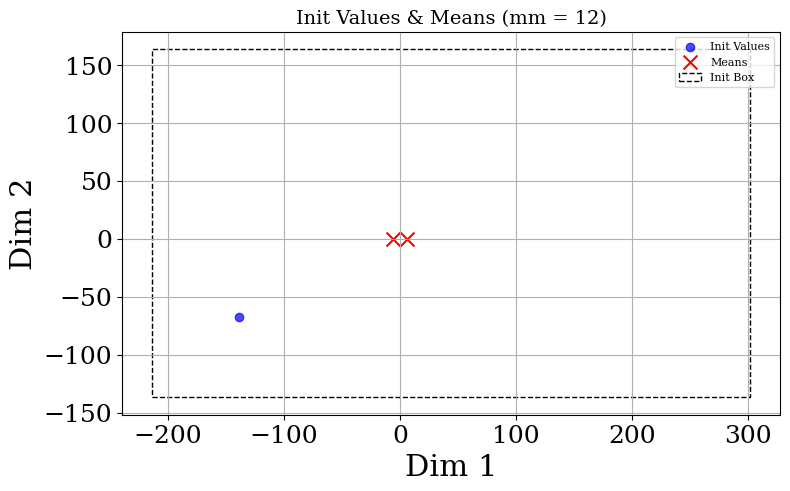 Init Values & Means (mm = 12)
Init Values
Means
Init Box
Dim 2
150
100
50
0
−50
−100
−150
−200
−100
0
100
200
300
Dim 1